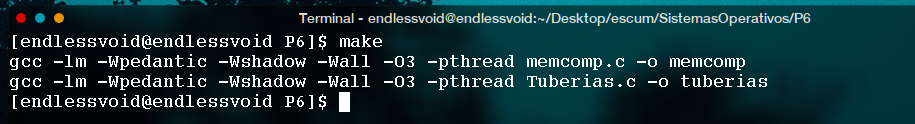 Terminal - endlessvoid@endlessvoid:~/Desktop/escum/SistemasOperativos/P6
[endlessvoid@endlessvoid P6]$ make
gcc -lm -Wpedantic -Wshadow -Wall -O3 -pthread memcomp.c -o memcomp
gcc -lm -Wpedantic -Wshadow -Wall -O3 -pthread Tuberias.c -o tuberias
[endlessvoid@endlessvoid P6]$